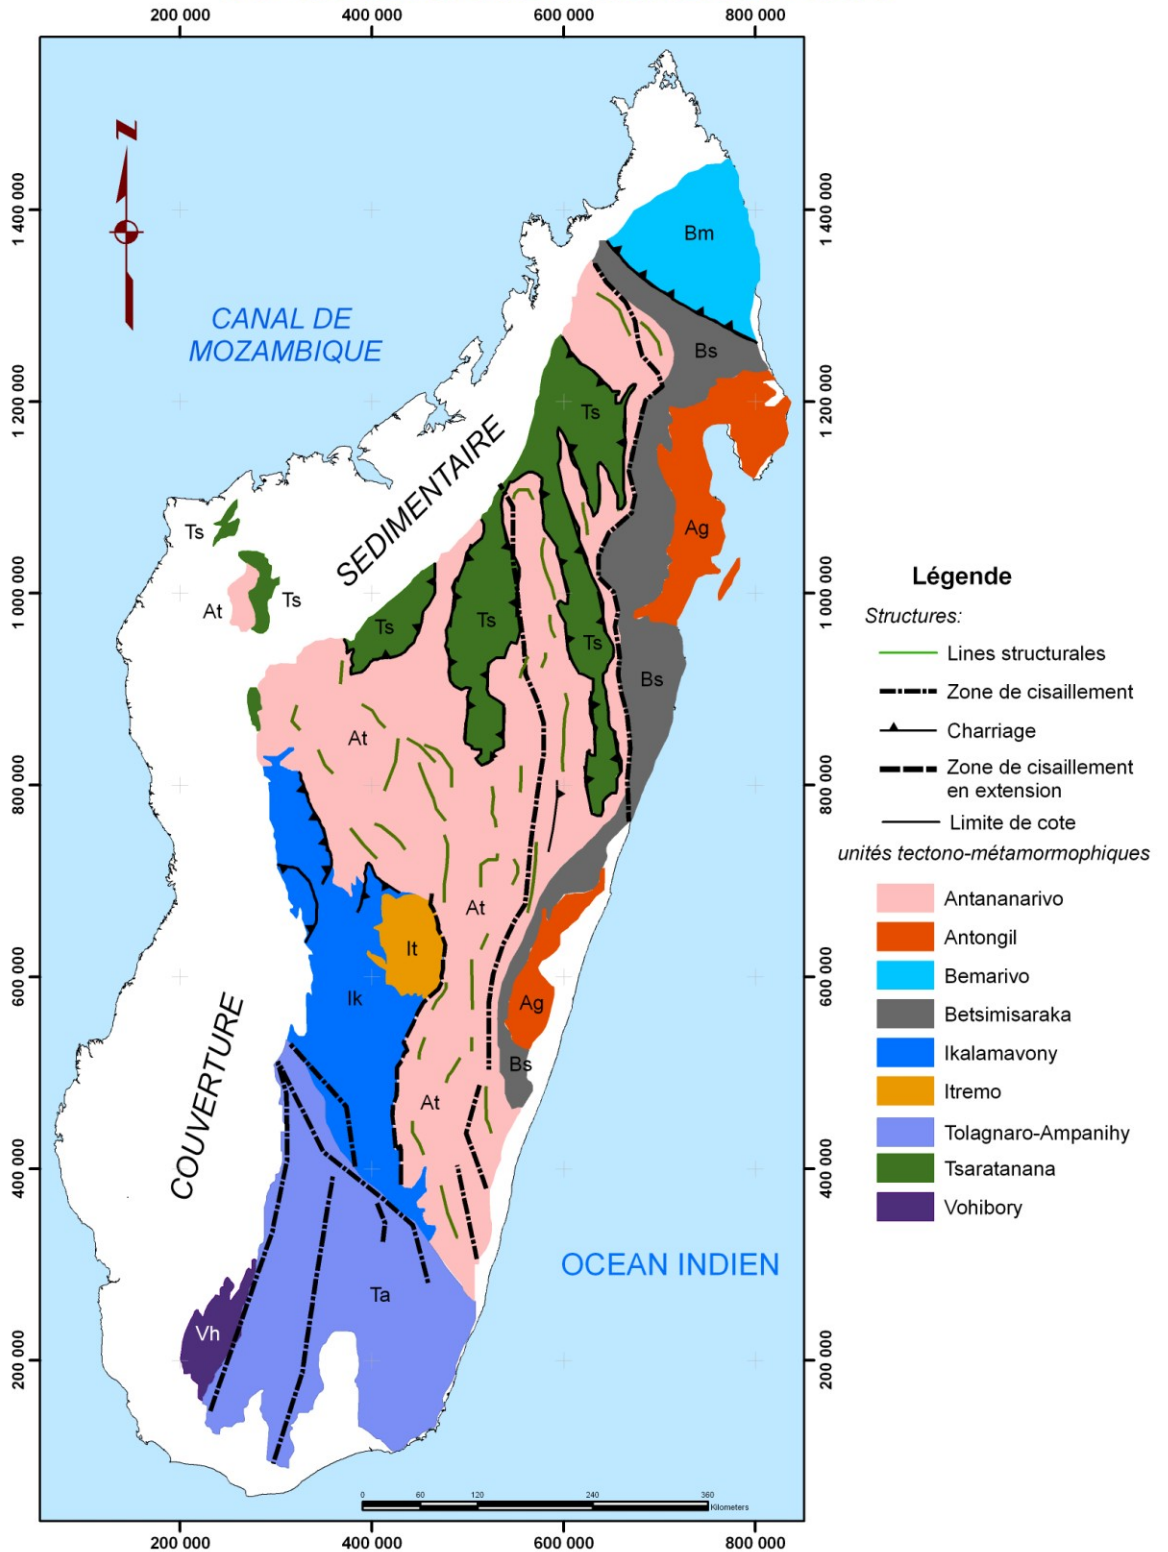 200 000 400 000 600 000 800 000
1 400 000
1 400 000
1 200 000
1 200 000
1 000 000
1 000 000
800 000
800 000
600 000
600 000
400 000
400 000
200 000
200 000
N
CANAL DE
MOZAMBIQUE
Bm
Bs
Ts
SEDIMENTAIRE
Ag
Ts
At
Ts
Ts
Ts
Ts
Bs
At
At
It
Ik
Ag
Bs
At
COUVERTURE
OCEAN INDIEN
Ta
Vh
0 60 120 240 360
Kilometers
200 000 400 000 600 000 800 000
Légende
Structures:
Lines structurales
Zone de cisaillement
Charriage
Zone de cisaillement
en extension
Limite de cote
unités tectono-métamormophiques
Antananarivo
Antongil
Bemarivo
Betsimisaraka
Ikalamavony
Itremo
Tolagnaro-Ampanihy
Tsaratanana
Vohibory